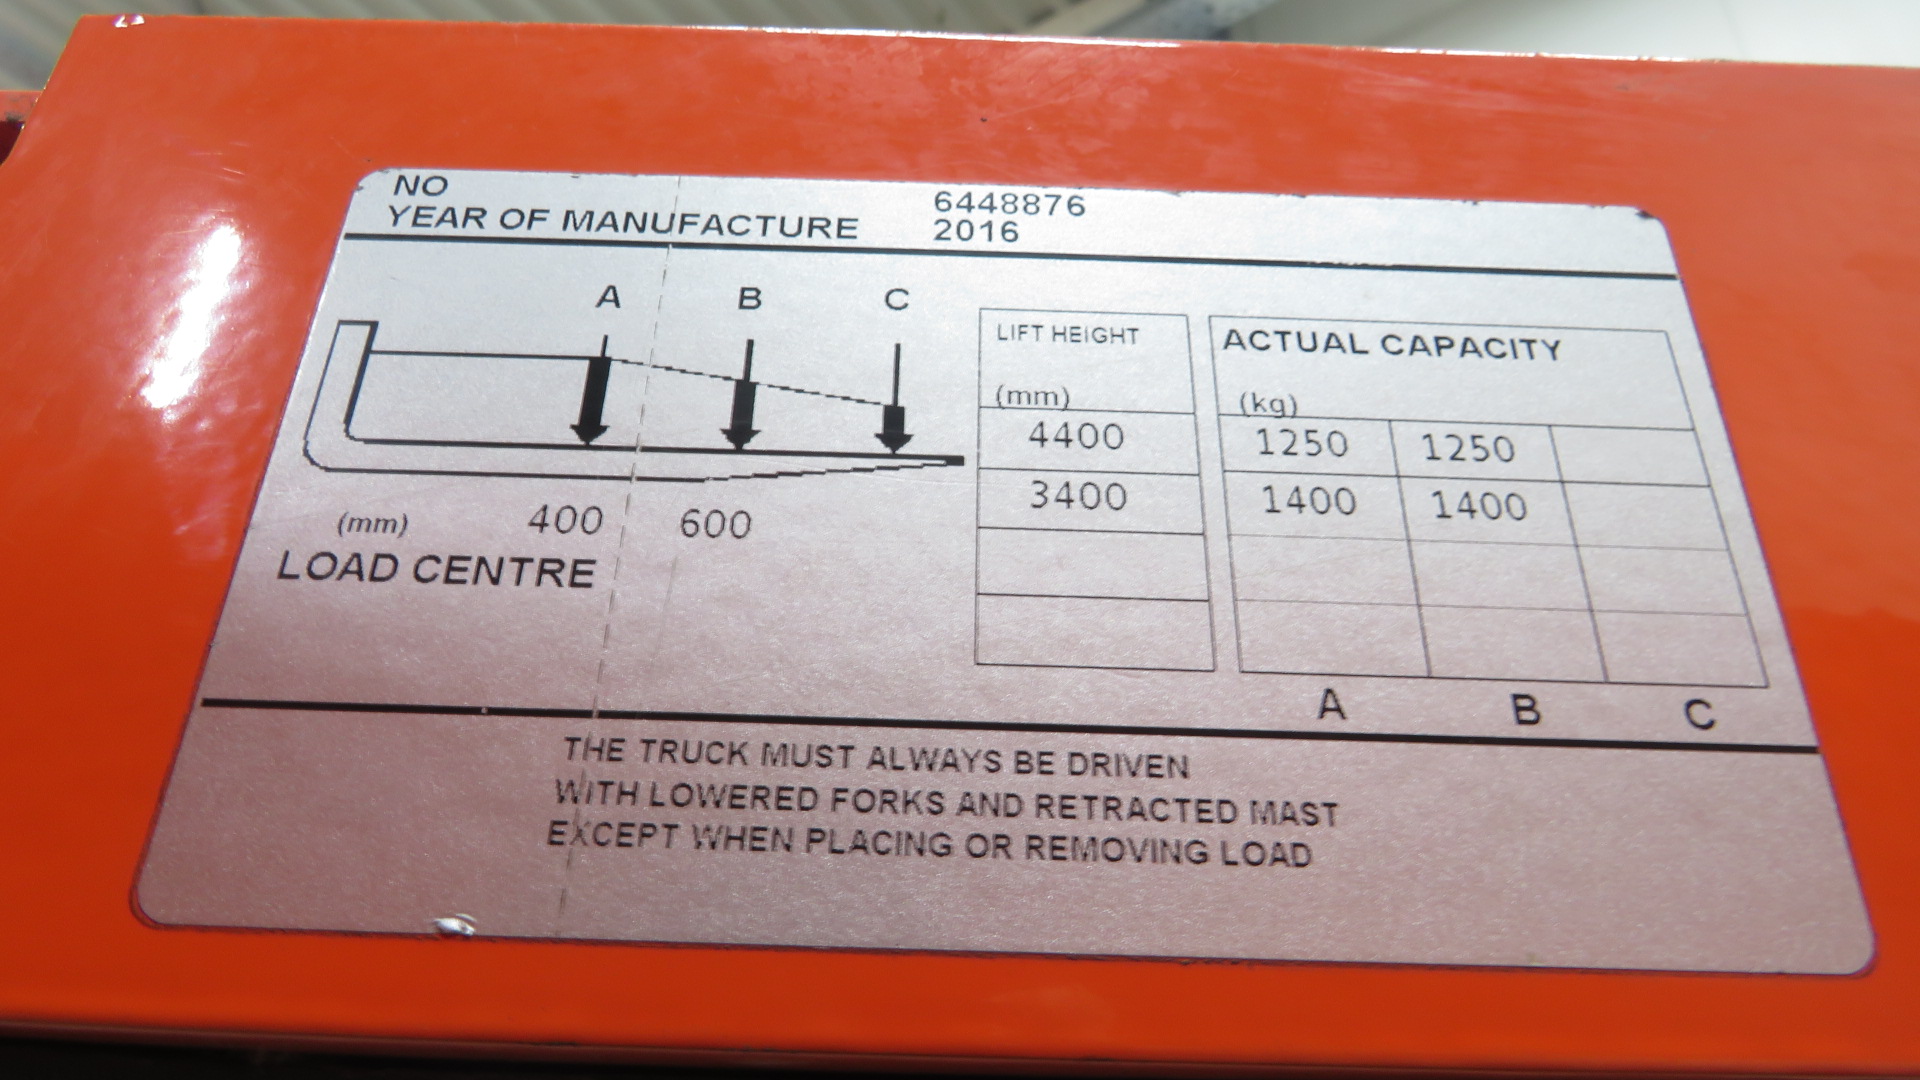 NO 6448876
YEAR OF MANUFACTURE 2016
A B C
LIFT HEIGHT ACTUAL CAPACITY
(mm) (kg)
4400 1250 1250
3400 1400 1400
(mm) 400 600
LOAD CENTRE
A B C
THE TRUCK MUST ALWAYS BE DRIVEN
WITH LOWERED FORKS AND RETRACTED MAST
EXCEPT WHEN PLACING OR REMOVING LOAD